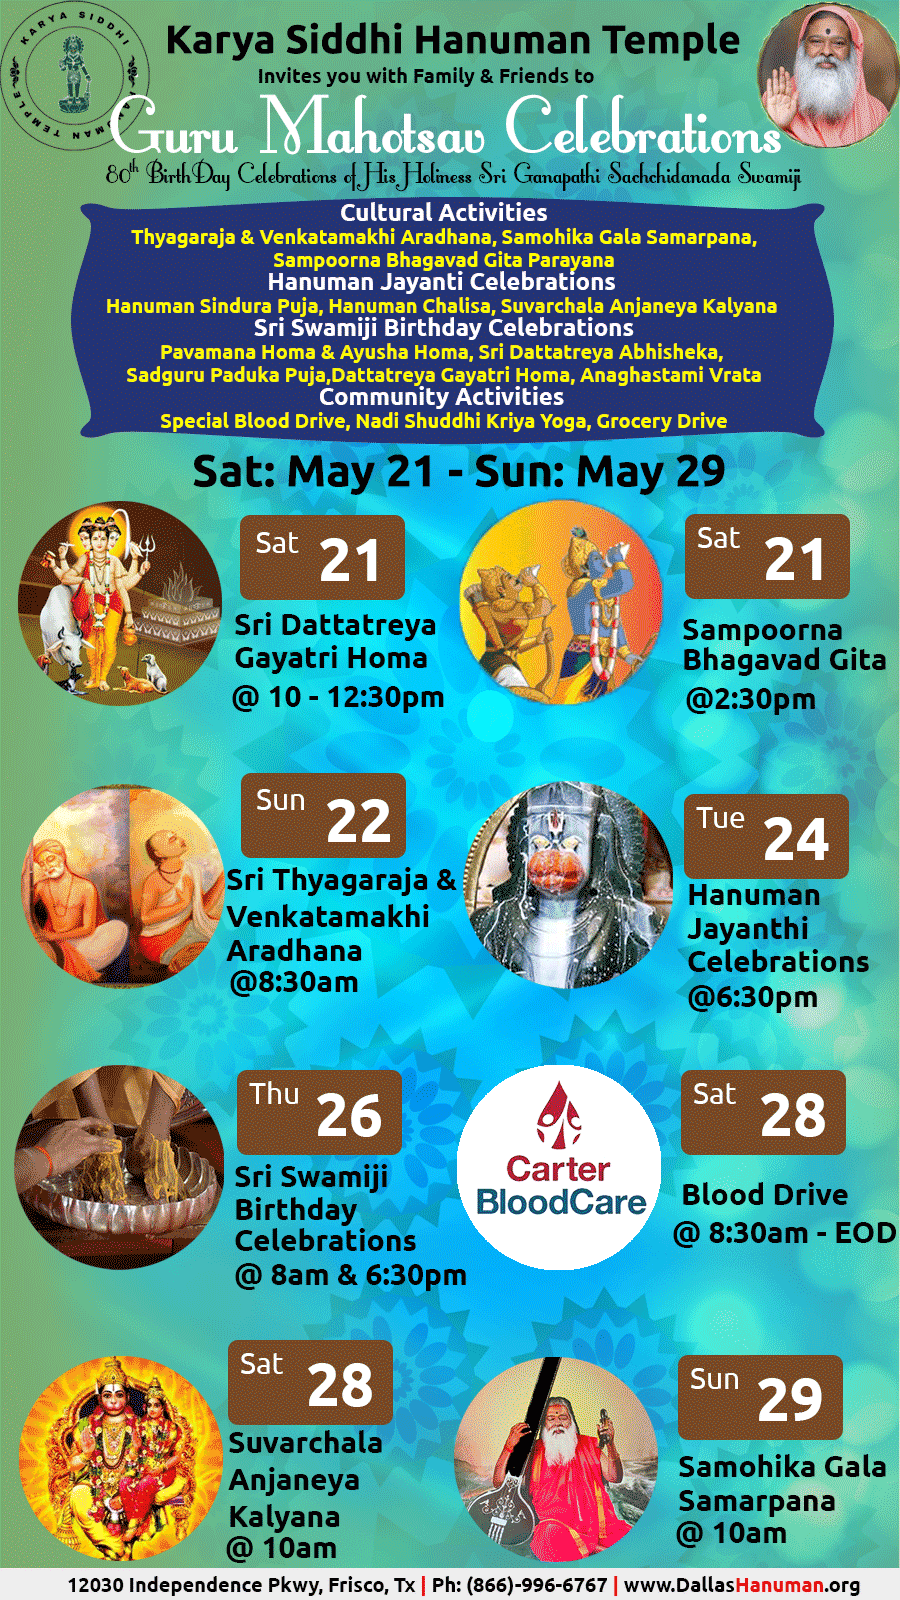 KARYA SIDDHI HANUMAN TEMPLE
Karya Siddhi Hanuman Temple
Invites you with Family & Friends to
Guru Mahotsav Celebrations
80th BirthDay Celebrations of His Holiness Sri Ganapathi Sachchidanada Swamiji
Cultural Activities
Thyagaraja & Venkatamakhi Aradhana, Samohika Gala Samarpana,
Sampoorna Bhagavad Gita Parayana
Hanuman Jayanti Celebrations
Hanuman Sindura Puja, Hanuman Chalisa, Suvarchala Anjaneya Kalyana
Sri Swamiji Birthday Celebrations
Pavamana Homa & Ayusha Homa, Sri Dattatreya Abhisheka,
Sadguru Paduka Puja,Dattatreya Gayatri Homa, Anaghastami Vrata
Community Activities
Special Blood Drive, Nadi Shuddhi Kriya Yoga, Grocery Drive
Sat: May 21 - Sun: May 29
Sat 21
Sri Dattatreya
Gayatri Homa
@ 10 - 12:30pm
Sat 21
Sampoorna
Bhagavad Gita
@2:30pm
Sun 22
Sri Thyagaraja &
Venkatamakhi
Aradhana
@8:30am
Tue 24
Hanuman
Jayanthi
Celebrations
@6:30pm
Thu 26
Sri Swamiji
Birthday
Celebrations
@ 8am & 6:30pm
Carter
BloodCare
Sat 28
Blood Drive
@ 8:30am - EOD
Sat 28
Suvarchala
Anjaneya
Kalyana
@ 10am
Sun 29
Samohika Gala
Samarpana
@ 10am
12030 Independence Pkwy, Frisco, Tx | Ph: (866)-996-6767 | www.DallasHanuman.org